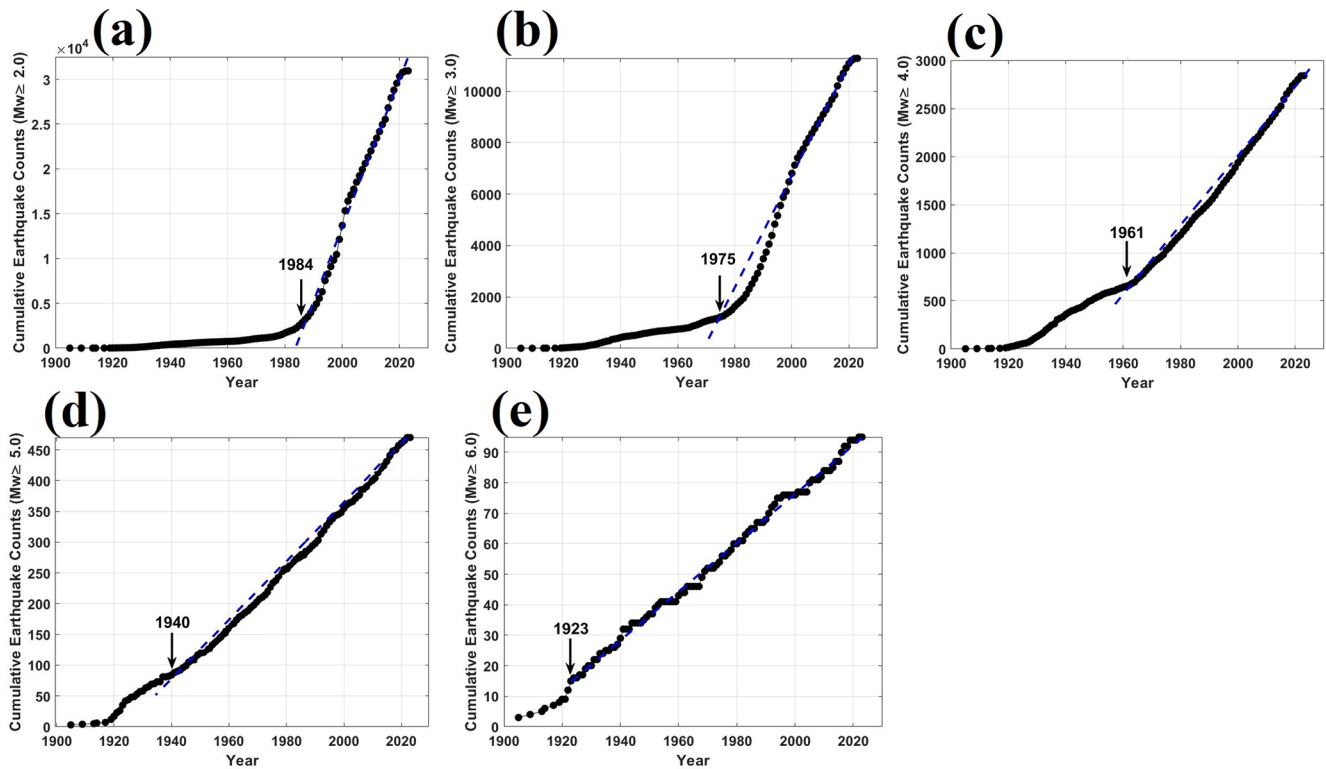 (a)
×10⁴
Cumulative Earthquake Counts (Mw≥ 2.0)
3
2.5
2
1.5
1
0.5
0
1984
1900 1920 1940 1960 1980 2000 2020
Year
(b)
Cumulative Earthquake Counts (Mw≥ 3.0)
10000
8000
6000
4000
2000
0
1975
1900 1920 1940 1960 1980 2000 2020
Year
(c)
Cumulative Earthquake Counts (Mw≥ 4.0)
3000
2500
2000
1500
1000
500
0
1961
1900 1920 1940 1960 1980 2000 2020
Year
(d)
Cumulative Earthquake Counts (Mw≥ 5.0)
450
400
350
300
250
200
150
100
50
0
1940
1900 1920 1940 1960 1980 2000 2020
Year
(e)
Cumulative Earthquake Counts (Mw≥ 6.0)
90
80
70
60
50
40
30
20
10
0
1923
1900 1920 1940 1960 1980 2000 2020
Year